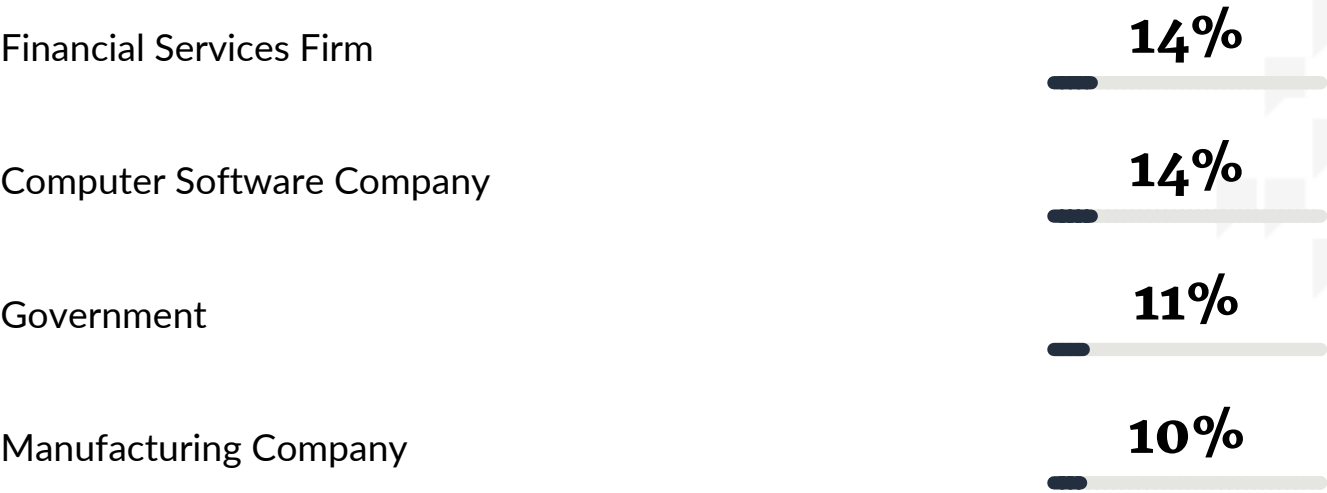 Financial Services Firm
14%
Computer Software Company
14%
Government
11%
Manufacturing Company
10%